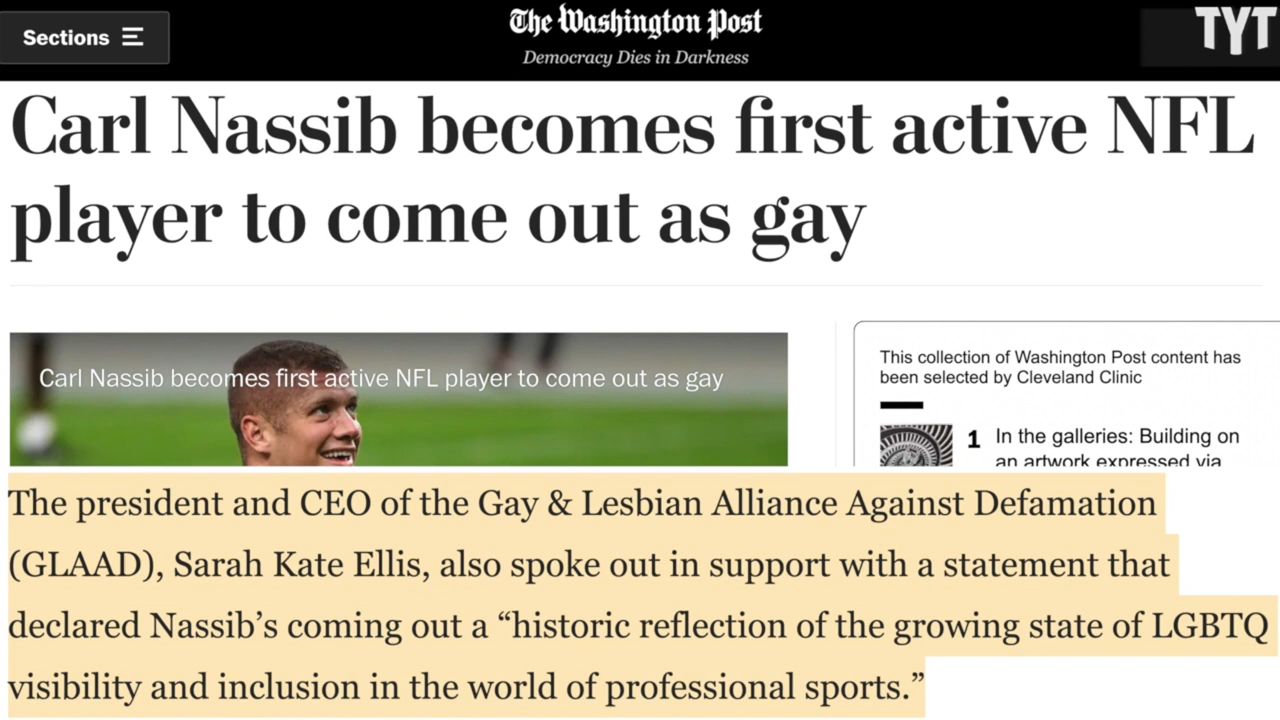 Sections
The Washington Post
Democracy Dies in Darkness
TYT
Carl Nassib becomes first active NFL
player to come out as gay
Carl Nassib becomes first active NFL player to come out as gay
This collection of Washington Post content has
been selected by Cleveland Clinic
1 In the galleries: Building on
an artwork expressed via
The president and CEO of the Gay & Lesbian Alliance Against Defamation
(GLAAD), Sarah Kate Ellis, also spoke out in support with a statement that
declared Nassib’s coming out a “historic reflection of the growing state of LGBTQ
visibility and inclusion in the world of professional sports.”